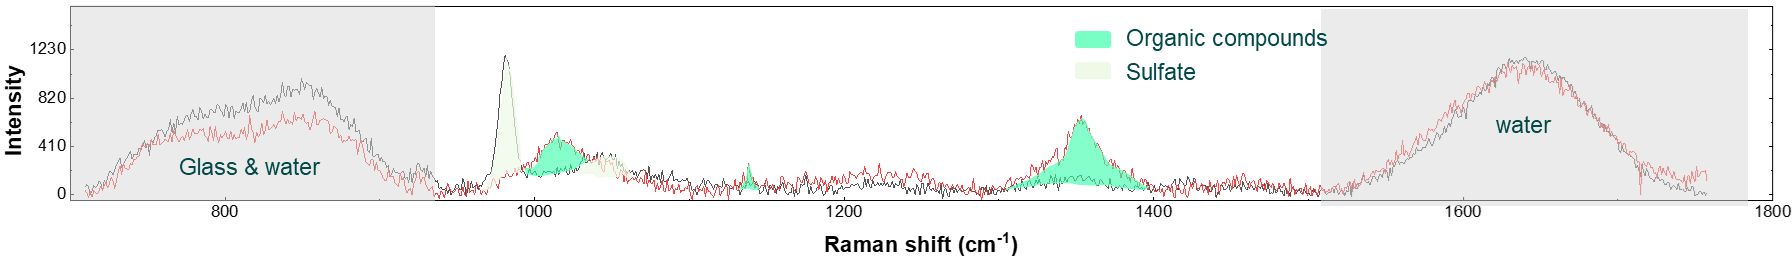 Organic compounds
Sulfate
Glass & water
water
Intensity
1230
820
410
0
800
1000
1200
1400
1600
1800
Raman shift (cm-1)